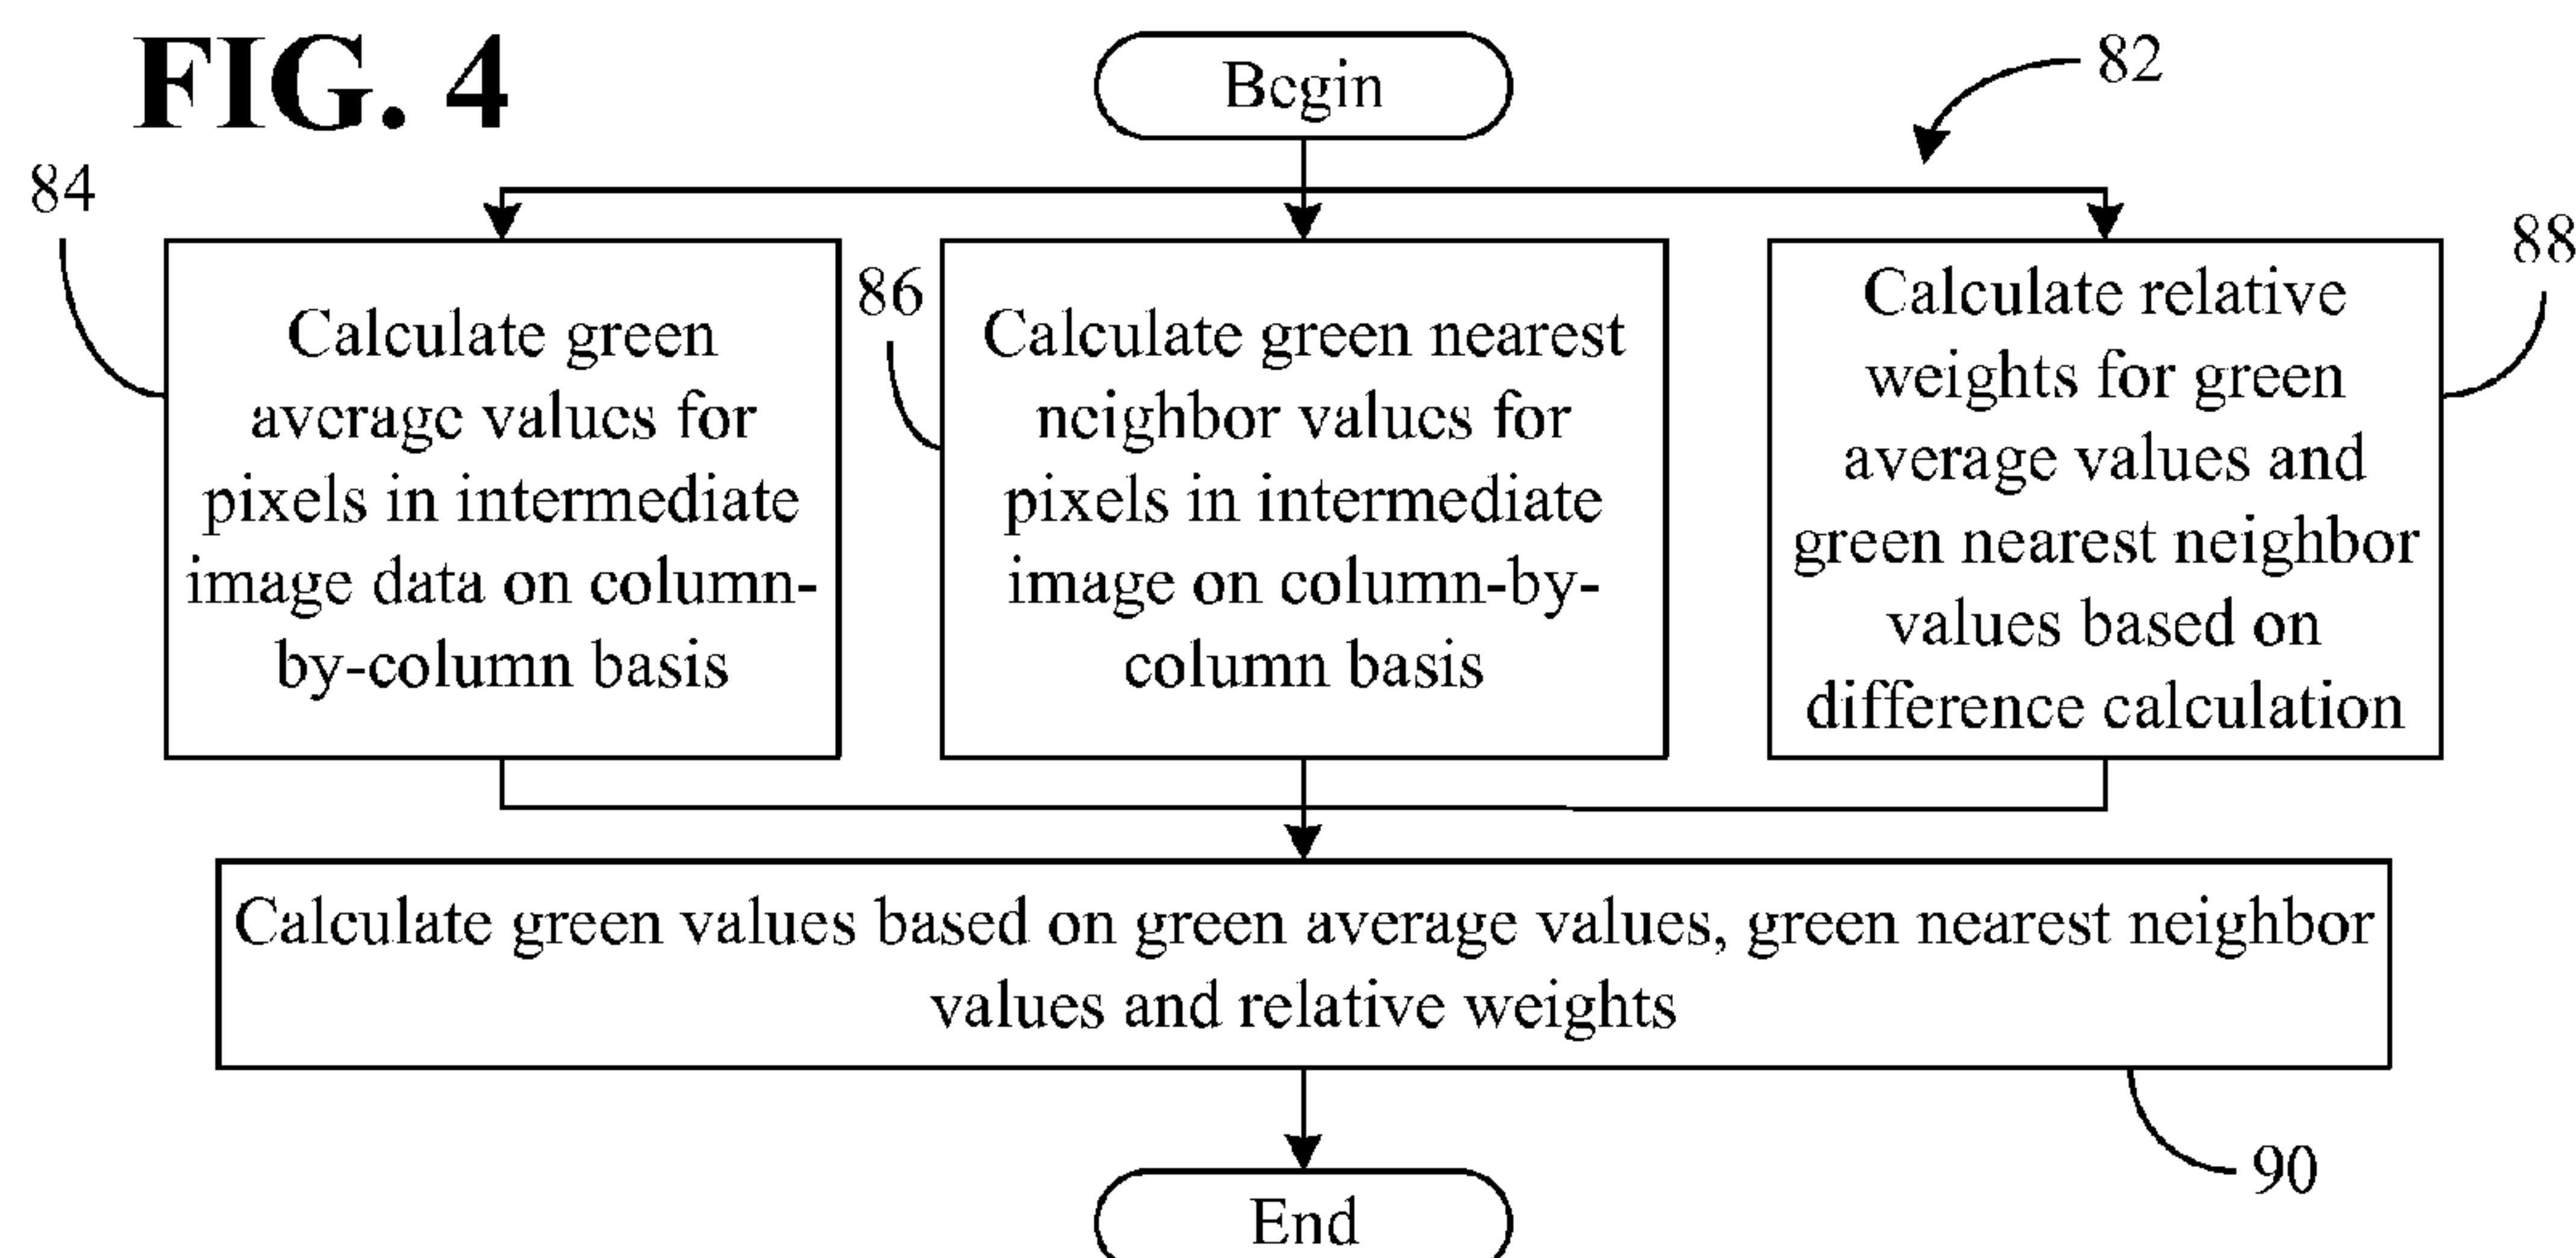 FIG. 4
Begin
82
84
Calculate green
average values for
pixels in intermediate
image data on column-
by-column basis
86
Calculate green nearest
neighbor values for
pixels in intermediate
image on column-by-
column basis
88
Calculate relative
weights for green
average values and
green nearest neighbor
values based on
difference calculation
Calculate green values based on green average values, green nearest neighbor
values and relative weights
90
End